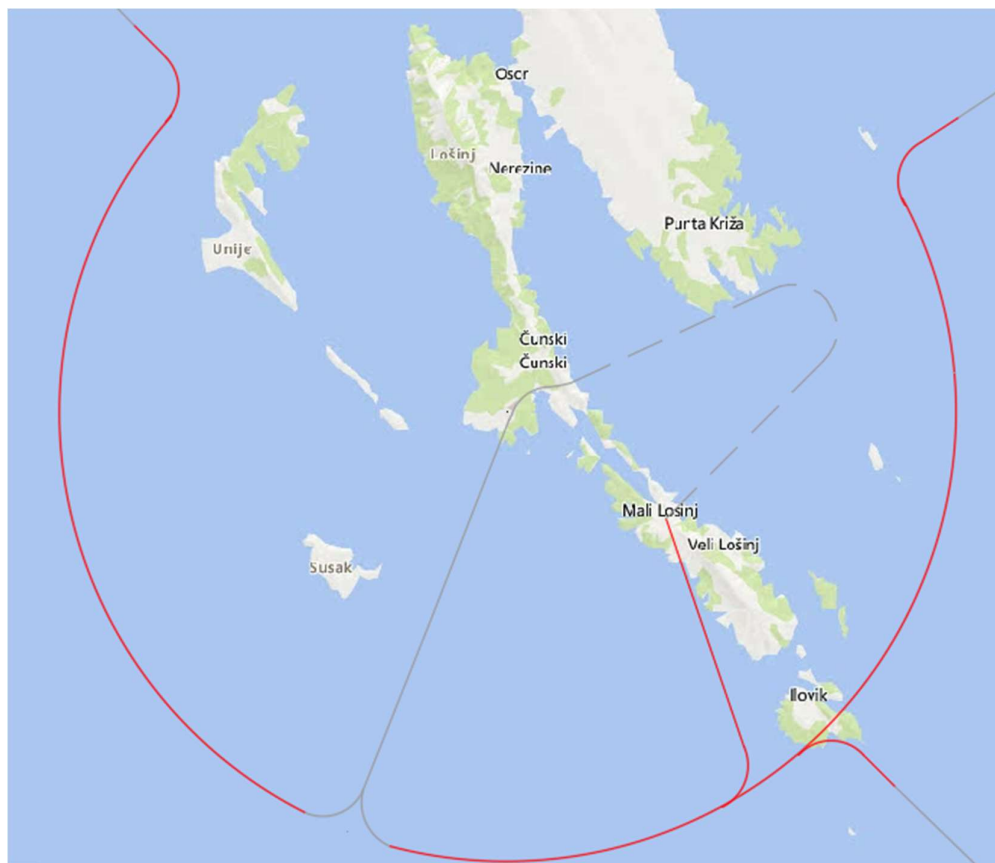 Oscr
Lošinj
Nerezine
Punta Križa
Unije
Čunski
Čunski
Mali Lošinj
Veli Lošinj
Susak
Ilovik